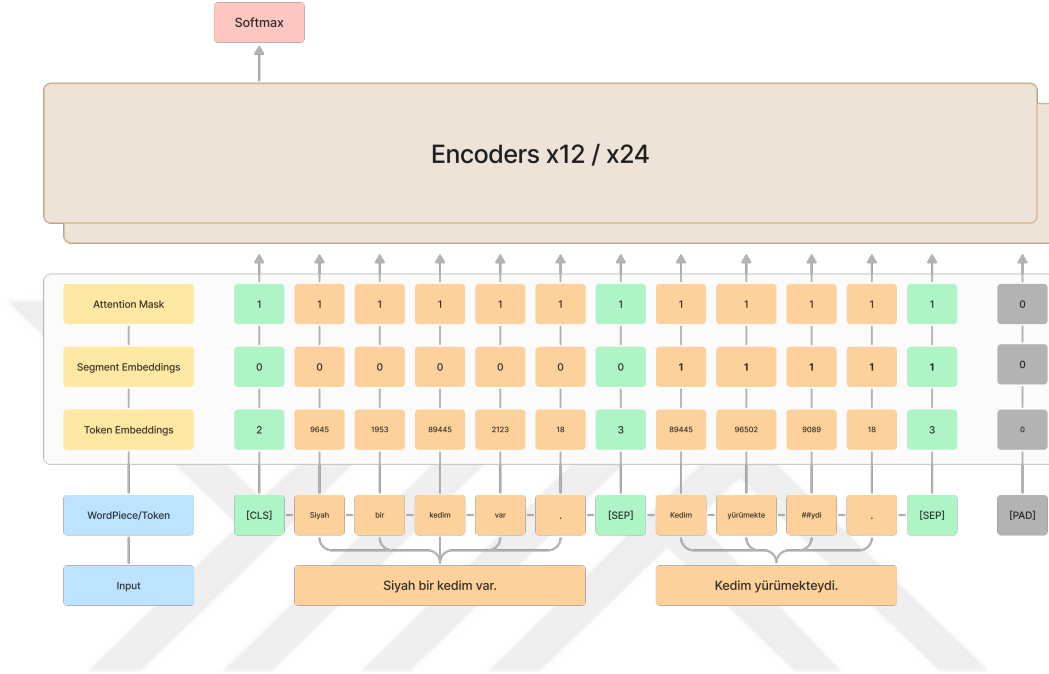 Softmax
Encoders x12 / x24
Attention Mask 1 1 1 1 1 1 1 1 1 1 1 1 0
Segment Embeddings 0 0 0 0 0 0 0 1 1 1 1 1 0
Token Embeddings 2 9645 1953 89445 2123 18 3 89445 96502 9089 18 3 0
WordPiece/Token [CLS] Siyah bir kedim var . [SEP] Kedim yürümekte ##ydi . [SEP] [PAD]
Input Siyah bir kedim var. Kedim yürümekteydi.